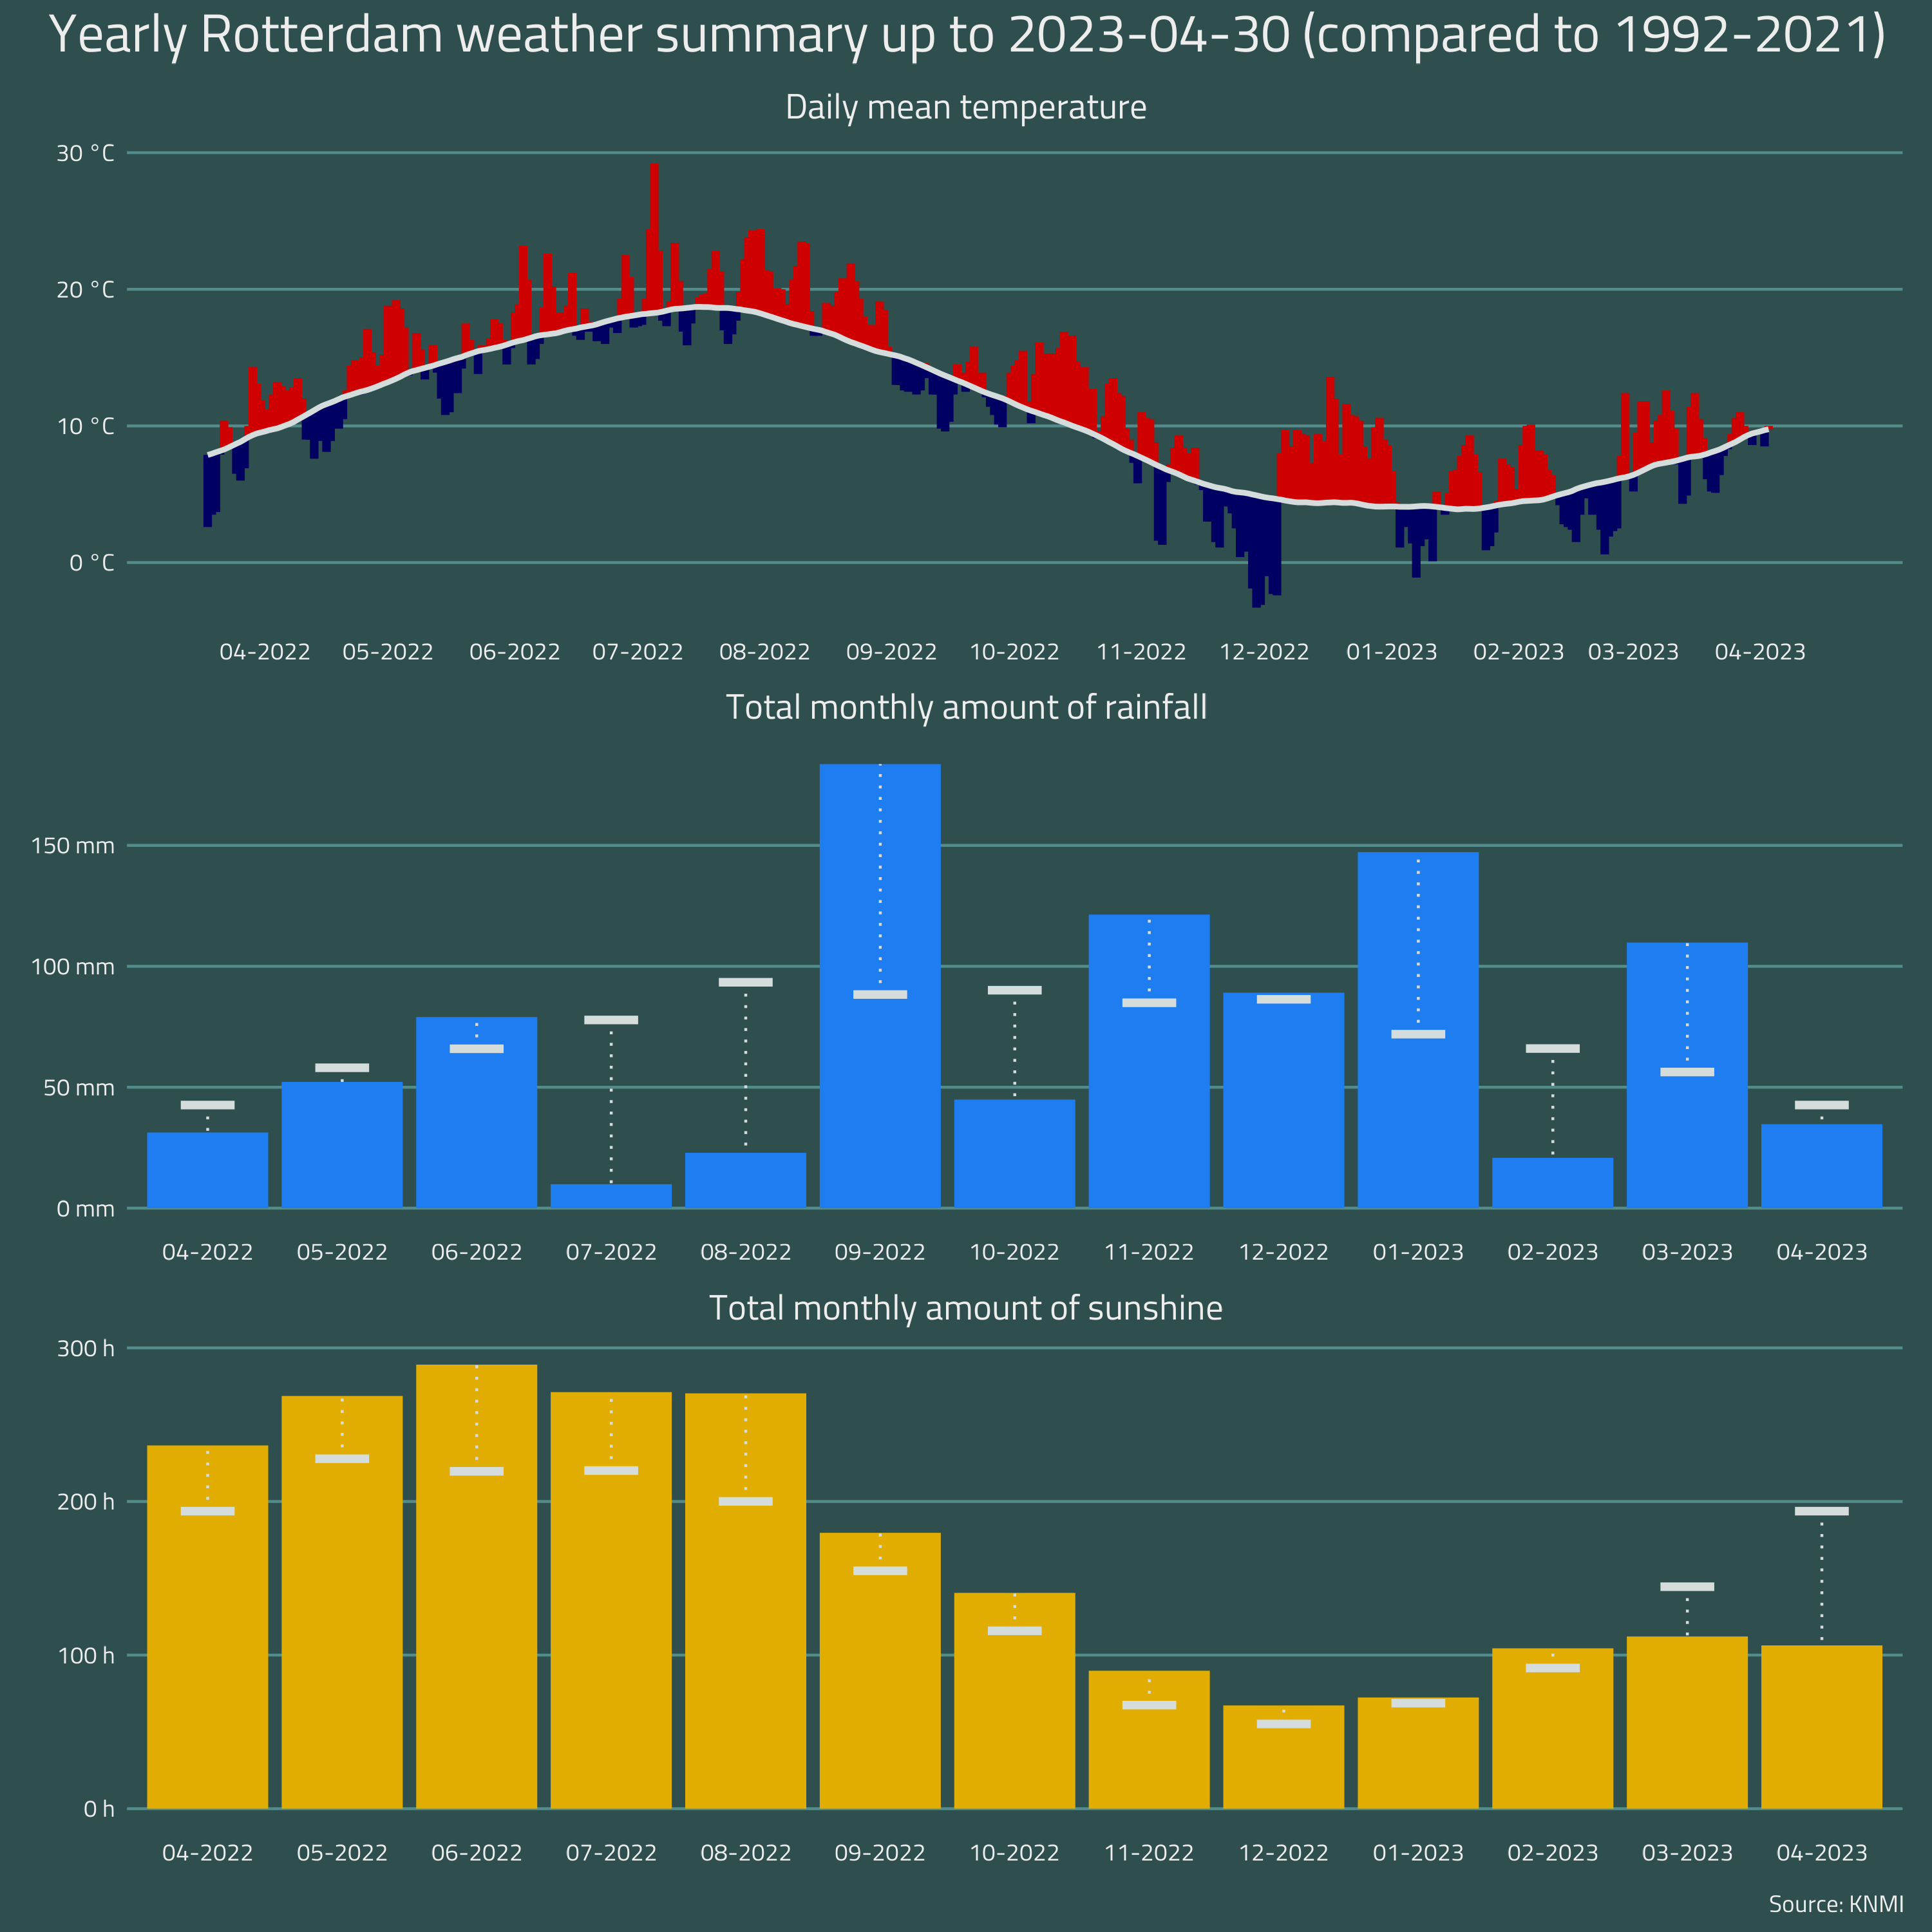 Yearly Rotterdam weather summary up to 2023-04-30 (compared to 1992-2021)
Daily mean temperature
30 °C
20 °C
10 °C
0 °C
04-2022 05-2022 06-2022 07-2022 08-2022 09-2022 10-2022 11-2022 12-2022 01-2023 02-2023 03-2023 04-2023
Total monthly amount of rainfall
150 mm
100 mm
50 mm
0 mm
04-2022 05-2022 06-2022 07-2022 08-2022 09-2022 10-2022 11-2022 12-2022 01-2023 02-2023 03-2023 04-2023
Total monthly amount of sunshine
300 h
200 h
100 h
0 h
04-2022 05-2022 06-2022 07-2022 08-2022 09-2022 10-2022 11-2022 12-2022 01-2023 02-2023 03-2023 04-2023
Source: KNMI